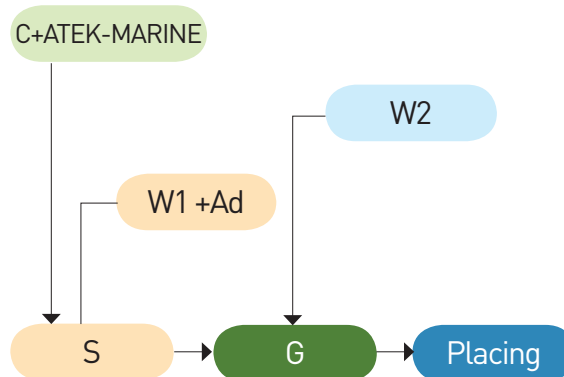 C+ATEK-MARINE
W2
W1 +Ad
S
G
Placing